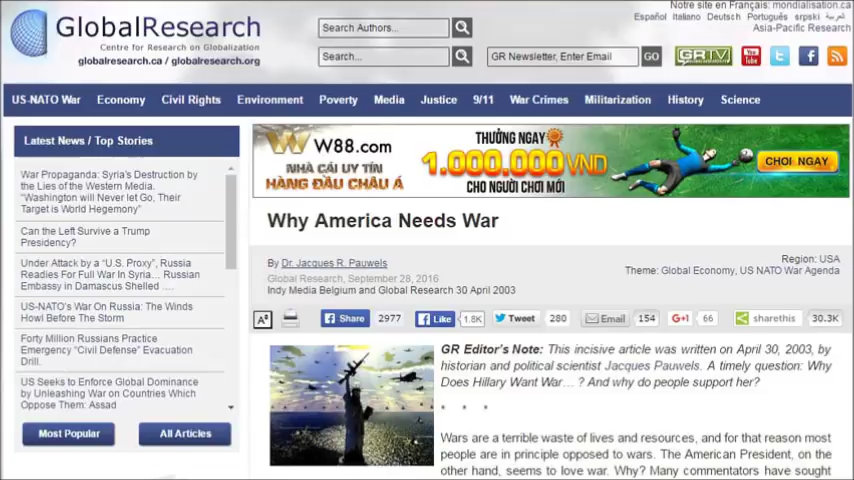 Notre site en Français: mondialisation.ca
Español Italiano Deutsch Português srpski العربية
Asia-Pacific Research
GlobalResearch
Centre for Research on Globalization
globalresearch.ca / globalresearch.org
Search Authors...
Search...
GR Newsletter, Enter Email
GO
GRTV
You Tube
US-NATO War Economy Civil Rights Environment Poverty Media Justice 9/11 War Crimes Militarization History Science
Latest News / Top Stories
War Propaganda: Syria's Destruction by
the Lies of the Western Media.
"Washington will Never let Go, Their
Target is World Hegemony"
Can the Left Survive a Trump
Presidency?
Under Attack by a "U.S. Proxy", Russia
Readies For Full War In Syria… Russian
Embassy in Damascus Shelled ….
US-NATO's War On Russia: The Winds
Howl Before The Storm
Forty Million Russians Practice
Emergency "Civil Defense" Evacuation
Drill.
US Seeks to Enforce Global Dominance
by Unleashing War on Countries Which
Oppose Them: Assad
Most Popular
All Articles
W88.com
NHÀ CÁI UY TÍN
HÀNG ĐẦU CHÂU Á
THƯỞNG NGAY
1.000.000 VND
CHO NGƯỜI CHƠI MỚI
CHƠI NGAY
Why America Needs War
By Dr. Jacques R. Pauwels
Global Research, September 28, 2016
Indy Media Belgium and Global Research 30 April 2003
Region: USA
Theme: Global Economy, US NATO War Agenda
Share 2977 Like 1.8K Tweet 280 Email 154 +1 66 sharethis 30.3K
GR Editor's Note: This incisive article was written on April 30, 2003, by
historian and political scientist Jacques Pauwels. A timely question: Why
Does Hillary Want War… ? And why do people support her?
* * *
Wars are a terrible waste of lives and resources, and for that reason most
people are in principle opposed to wars. The American President, on the
other hand, seems to love war. Why? Many commentators have sought